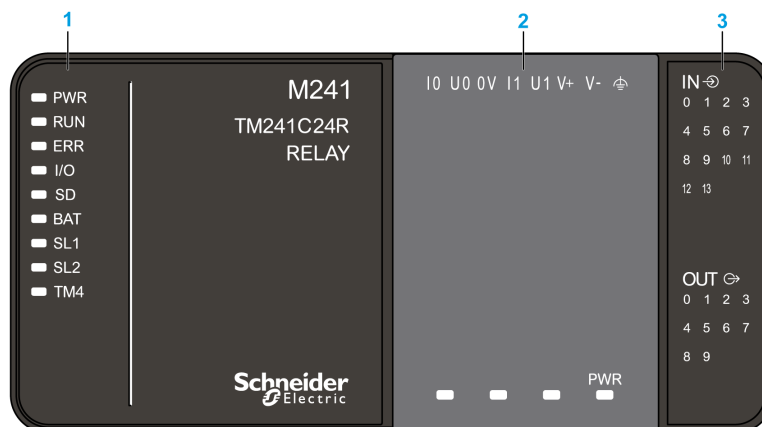 1 2 3
PWR
RUN
ERR
I/O
SD
BAT
SL1
SL2
TM4
M241
TM241C24R
RELAY
Schneider
Electric
I0 U0 0V I1 U1 V+ V-
PWR
IN
0 1 2 3
4 5 6 7
8 9 10 11
12 13
OUT
0 1 2 3
4 5 6 7
8 9